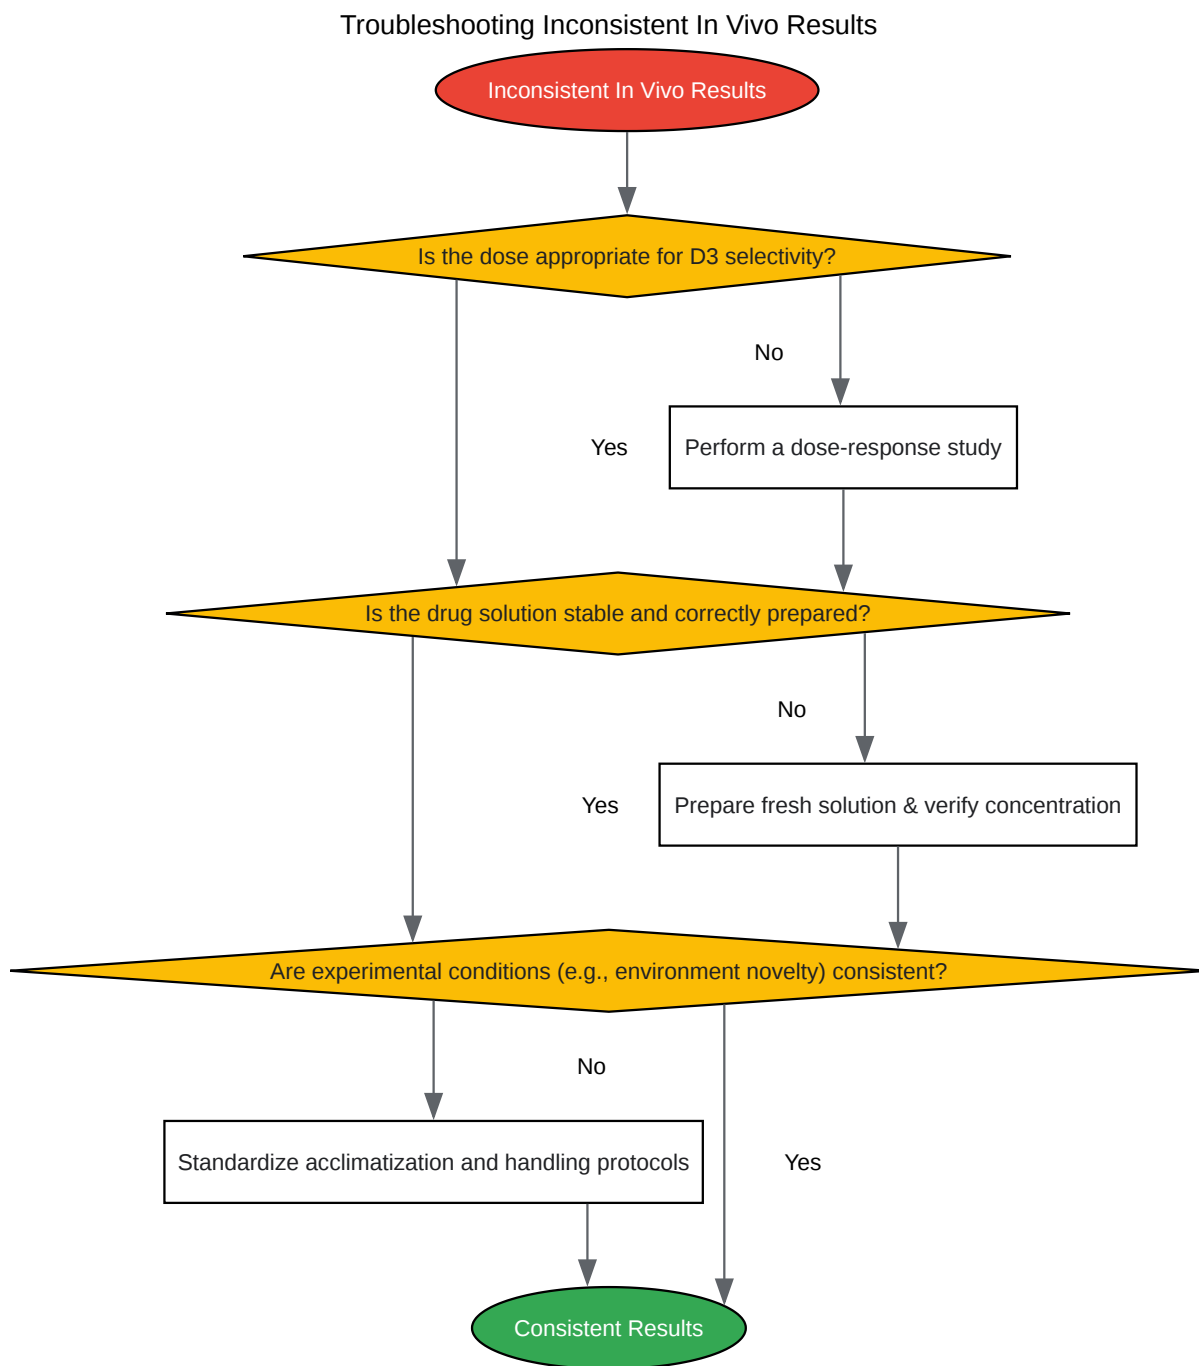 Troubleshooting Inconsistent In Vivo Results
Inconsistent In Vivo Results
Is the dose appropriate for D3 selectivity?
No
Yes
Perform a dose-response study
Is the drug solution stable and correctly prepared?
No
Yes
Prepare fresh solution & verify concentration
Are experimental conditions (e.g., environment novelty) consistent?
No
Standardize acclimatization and handling protocols
Yes
Consistent Results